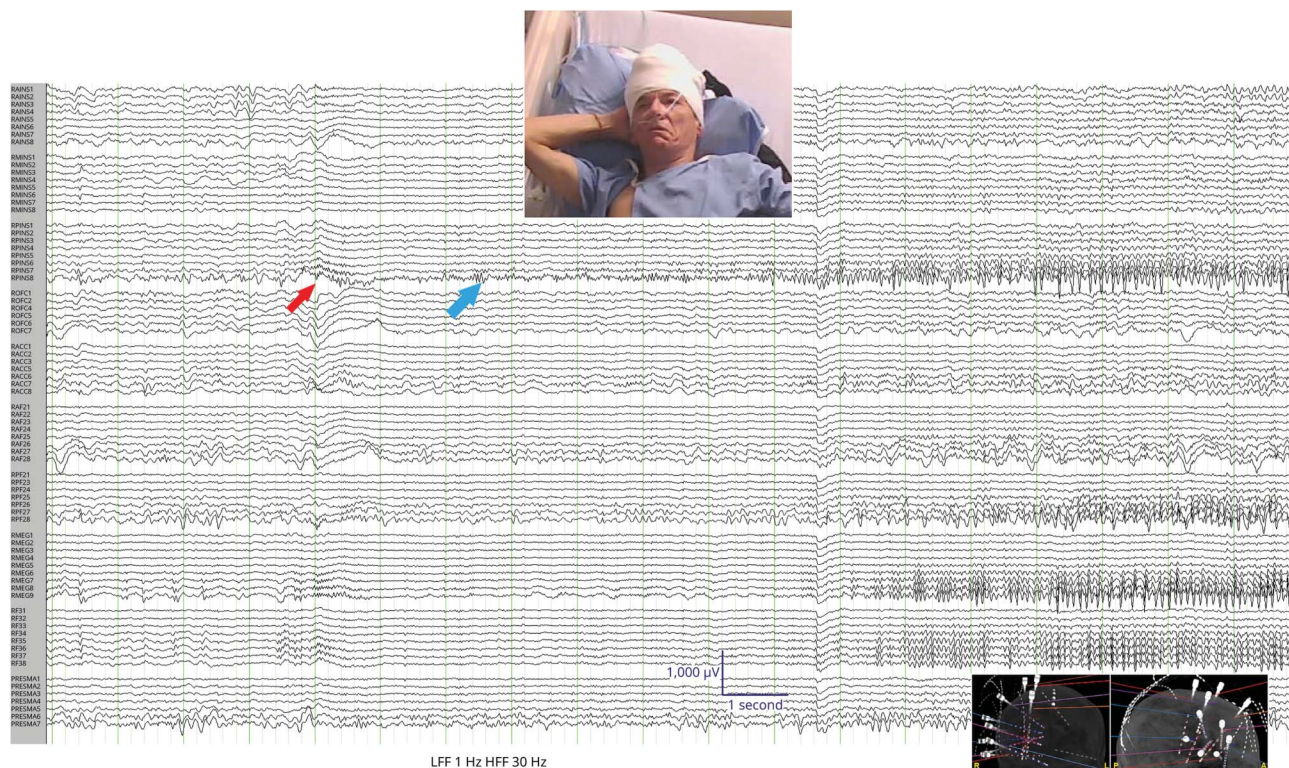 RAINS1
RAINS2
RAINS3
RAINS4
RAINS5
RAINS6
RAINS7
RAINS8
RMINS1
RMINS2
RMINS3
RMINS4
RMINS5
RMINS6
RMINS7
RMINS8
RPINS1
RPINS2
RPINS3
RPINS4
RPINS5
RPINS6
RPINS7
RPINS8
ROFC1
ROFC2
ROFC4
ROFC5
ROFC6
ROFC7
RACC1
RACC2
RACC3
RACC5
RACC6
RACC7
RACC8
RAF21
RAF22
RAF23
RAF24
RAF25
RAF26
RAF27
RAF28
RPF21
RPF23
RPF24
RPF25
RPF26
RPF27
RPF28
RMEG1
RMEG2
RMEG3
RMEG4
RMEG5
RMEG6
RMEG7
RMEG8
RMEG9
RF31
RF32
RF33
RF34
RF35
RF36
RF37
RF38
PRESMA1
PRESMA2
PRESMA3
PRESMA4
PRESMA5
PRESMA6
PRESMA7
1,000 µV
1 second
R L P A
LFF 1 Hz HFF 30 Hz